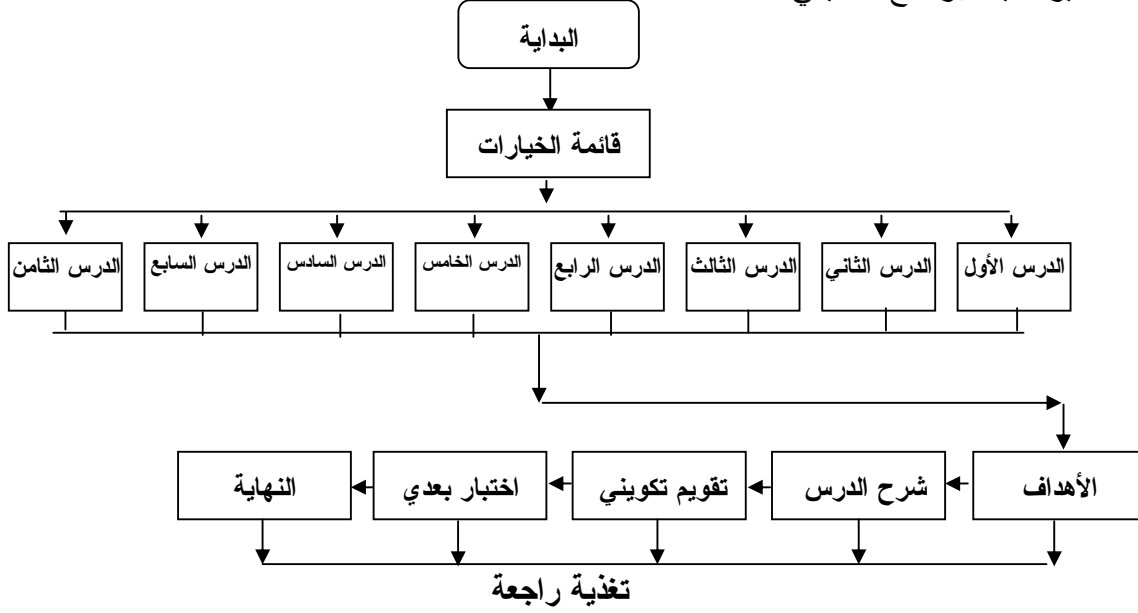 البداية
قائمة الخيارات
الدرس الأول
الدرس الثاني
الدرس الثالث
الدرس الرابع
الدرس الخامس
الدرس السادس
الدرس السابع
الدرس الثامن
الأهداف
شرح الدرس
تقويم تكويني
اختبار بعدي
النهاية
تغذية راجعة